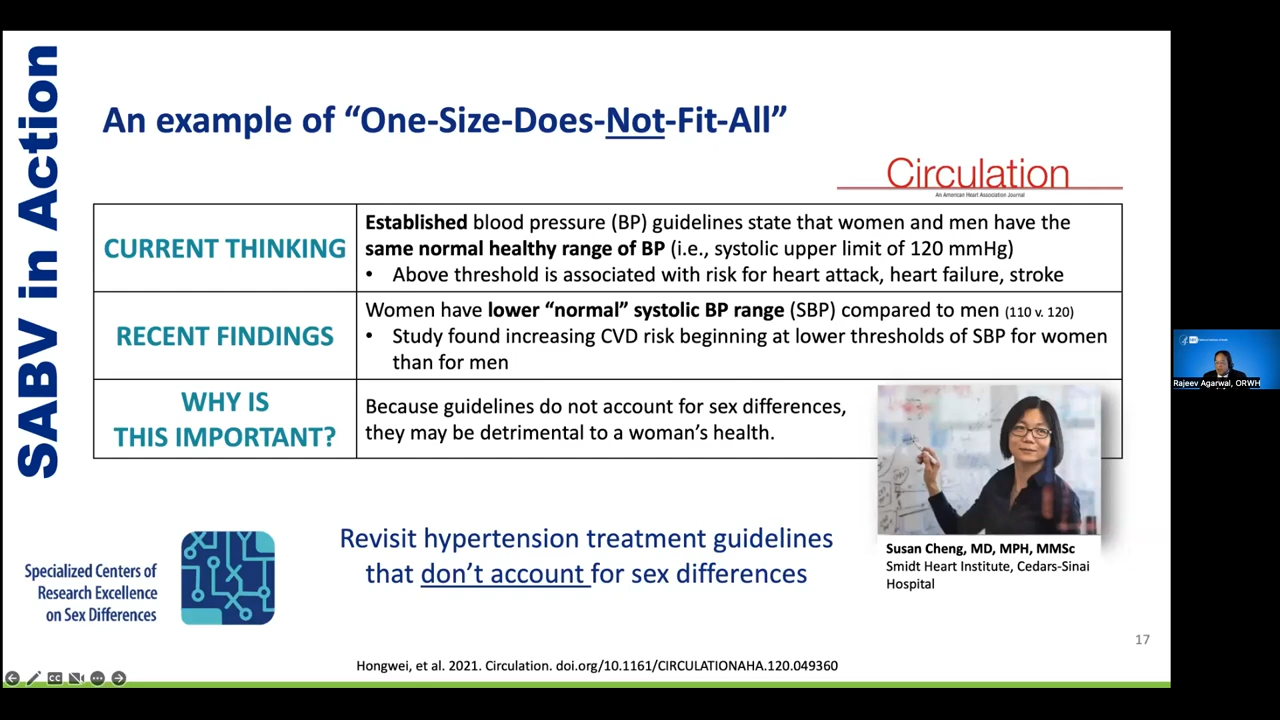 SABV in Action
An example of “One-Size-Does-Not-Fit-All”
Circulation
An American Heart Association Journal
CURRENT THINKING
Established blood pressure (BP) guidelines state that women and men have the
same normal healthy range of BP (i.e., systolic upper limit of 120 mmHg)
• Above threshold is associated with risk for heart attack, heart failure, stroke
RECENT FINDINGS
Women have lower “normal” systolic BP range (SBP) compared to men (110 v. 120)
• Study found increasing CVD risk beginning at lower thresholds of SBP for women
than for men
WHY IS
THIS IMPORTANT?
Because guidelines do not account for sex differences,
they may be detrimental to a woman’s health.
Susan Cheng, MD, MPH, MMSc
Smidt Heart Institute, Cedars-Sinai
Hospital
Revisit hypertension treatment guidelines
that don’t account for sex differences
Specialized Centers of
Research Excellence
on Sex Differences
17
Hongwei, et al. 2021. Circulation. doi.org/10.1161/CIRCULATIONAHA.120.049360
CC
Rajeev Agarwal, ORWH